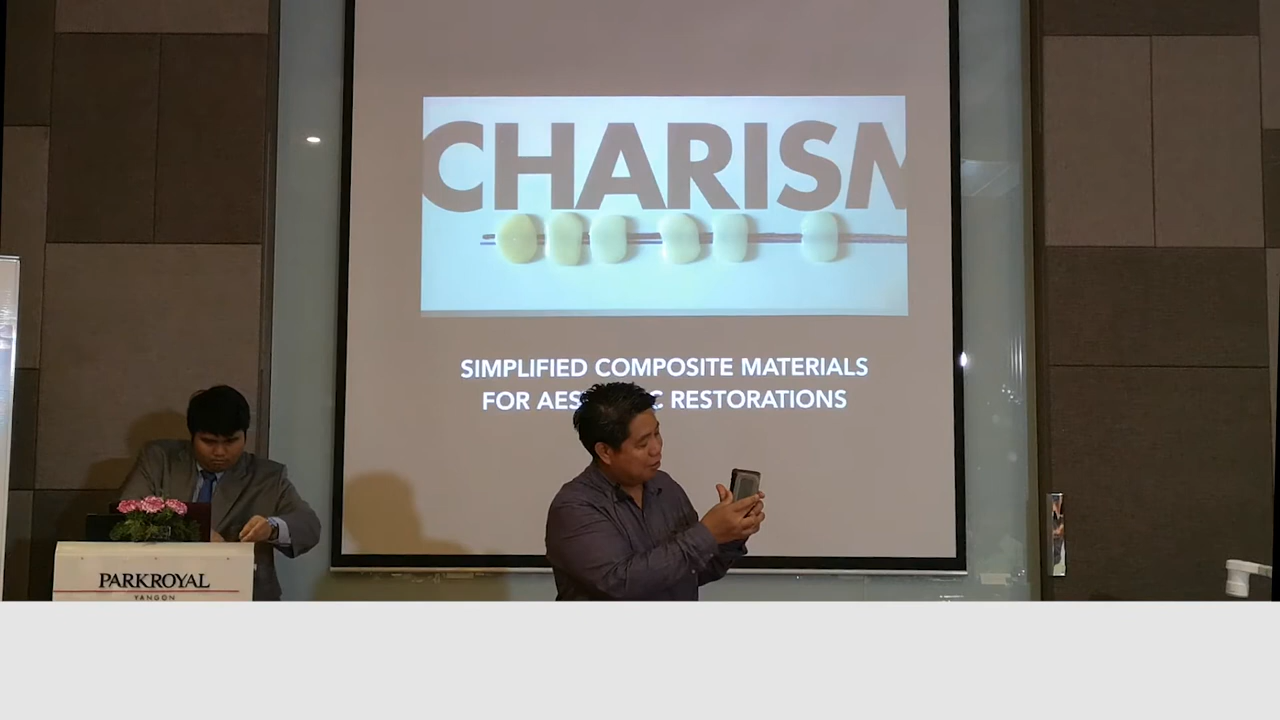 CHARISM
SIMPLIFIED COMPOSITE MATERIALS
FOR AES C RESTORATIONS
PARKROYAL
YANGON